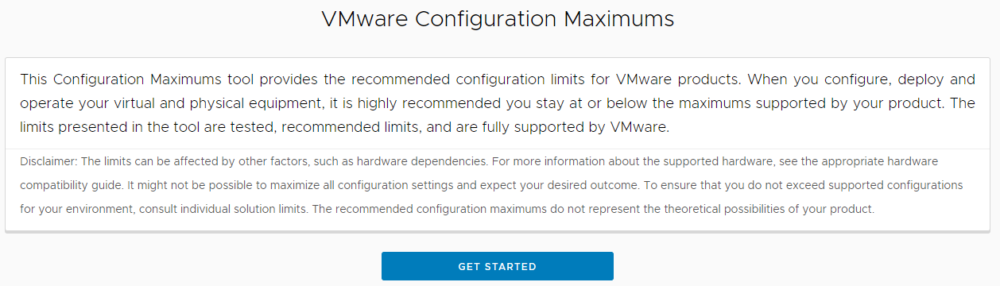 VMware Configuration Maximums
This Configuration Maximums tool provides the recommended configuration limits for VMware products. When you configure, deploy and
operate your virtual and physical equipment, it is highly recommended you stay at or below the maximums supported by your product. The
limits presented in the tool are tested, recommended limits, and are fully supported by VMware.
Disclaimer: The limits can be affected by other factors, such as hardware dependencies. For more information about the supported hardware, see the appropriate hardware
compatibility guide. It might not be possible to maximize all configuration settings and expect your desired outcome. To ensure that you do not exceed supported configurations
for your environment, consult individual solution limits. The recommended configuration maximums do not represent the theoretical possibilities of your product.
GET STARTED